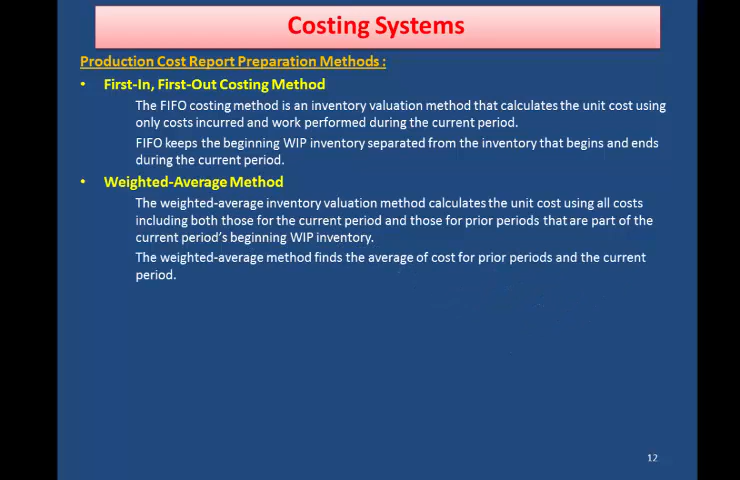 Costing Systems
Production Cost Report Preparation Methods :
• First-In, First-Out Costing Method
The FIFO costing method is an inventory valuation method that calculates the unit cost using
only costs incurred and work performed during the current period.
FIFO keeps the beginning WIP inventory separated from the inventory that begins and ends
during the current period.
• Weighted-Average Method
The weighted-average inventory valuation method calculates the unit cost using all costs
including both those for the current period and those for prior periods that are part of the
current period's beginning WIP inventory.
The weighted-average method finds the average of cost for prior periods and the current
period.
12